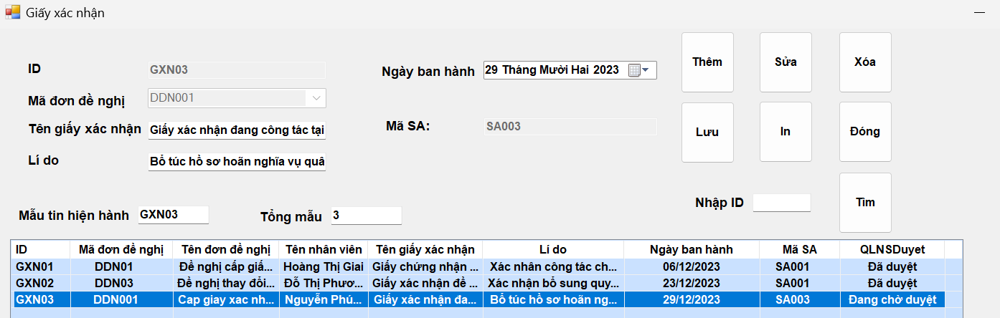 Giấy xác nhận
ID GXN03 Ngày ban hành 29 Tháng Mười Hai 2023 Thêm Sửa Xóa
Mã đơn đề nghị DDN001
Tên giấy xác nhận Giấy xác nhận đang công tác tại Mã SA: SA003 Lưu In Đóng
Lí do Bổ túc hồ sơ hoãn nghĩa vụ quâ
Nhập ID Tìm
Mẫu tin hiện hành GXN03 Tổng mẫu 3
ID Mã đơn đề nghị Tên đơn đề nghị Tên nhân viên Tên giấy xác nhận Lí do Ngày ban hành Mã SA QLNSDuyet
GXN01 DDN01 Đề nghị cấp giấ... Hoàng Thị Giai Giấy chứng nhận ... Xác nhân công tác ch... 06/12/2023 SA001 Đã duyệt
GXN02 DDN03 Đề nghị thay đổi... Đỗ Thị Phươ... Giấy xác nhận đề ... Xác nhận bổ sung quy... 23/12/2023 SA001 Đã duyệt
GXN03 DDN001 Cap giay xac nh... Nguyễn Phú... Giấy xác nhận đa... Bổ túc hồ sơ hoãn ng... 29/12/2023 SA003 Đang chờ duyệt